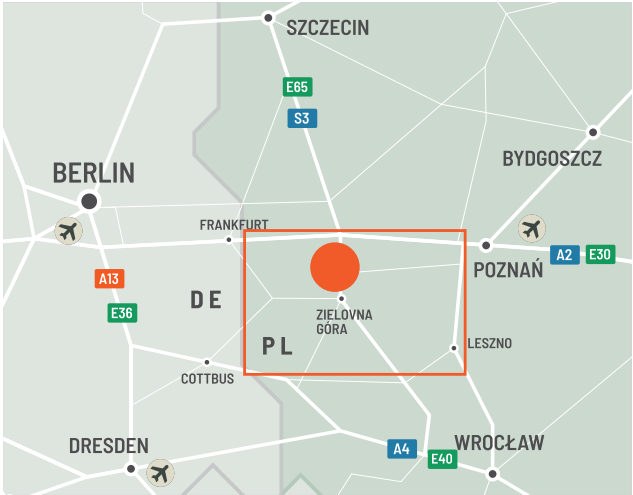 SZCZECIN
E65
S3
BYDGOSZCZ
BERLIN
FRANKFURT
POZNAŃ
A2
E30
A13
E36
DE
ZIELOVNA
GÓRA
PL
LESZNO
COTTBUS
DRESDEN
A4
E40
WROCŁAW